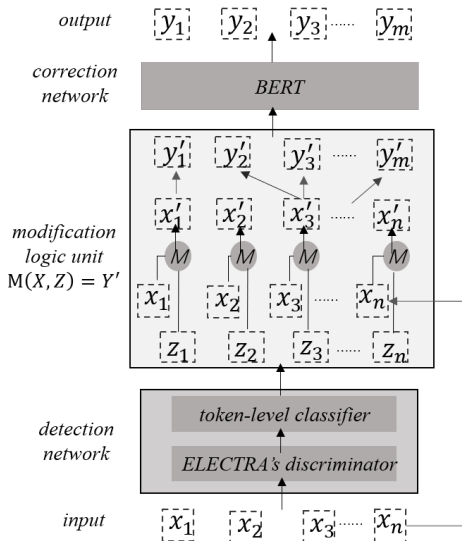 output y₁ y₂ y₃ ...... yₘ
correction network BERT
y′₁ y′₂ y′₃ ...... y′ₘ
x′₁ x′₂ x′₃ ...... x′ₙ
modification
logic unit
M(X, Z) = Y′
M M M M
x₁ x₂ x₃ ...... xₙ
z₁ z₂ z₃ ...... zₙ
detection network
token-level classifier
ELECTRA's discriminator
input x₁ x₂ x₃ ...... xₙ